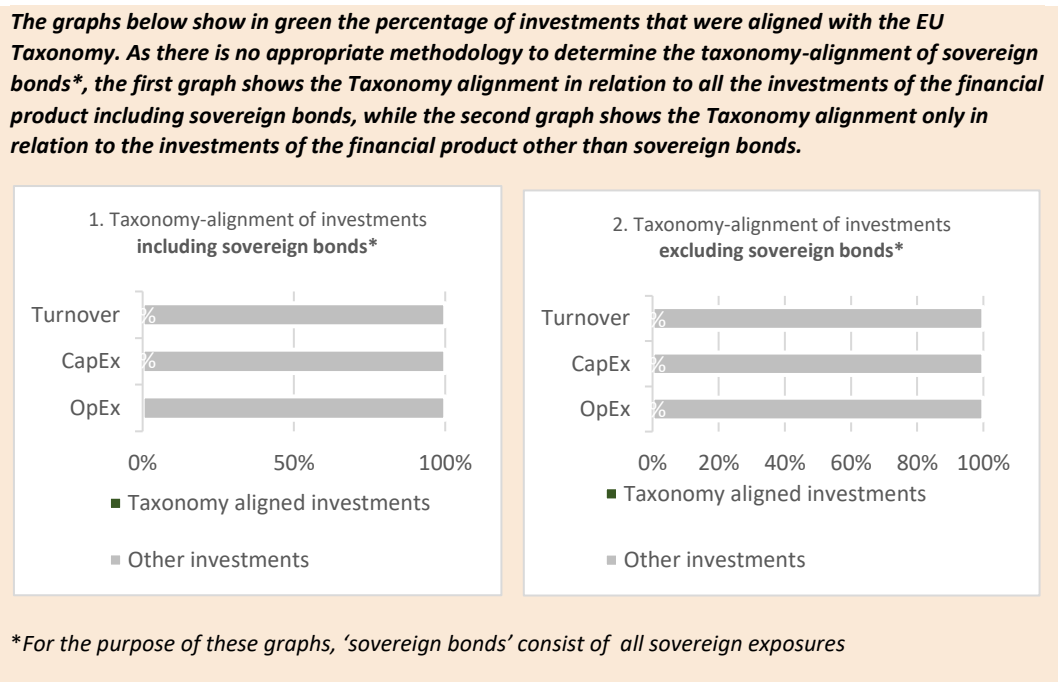 The graphs below show in green the percentage of investments that were aligned with the EU
Taxonomy. As there is no appropriate methodology to determine the taxonomy-alignment of sovereign
bonds*, the first graph shows the Taxonomy alignment in relation to all the investments of the financial
product including sovereign bonds, while the second graph shows the Taxonomy alignment only in
relation to the investments of the financial product other than sovereign bonds.
1. Taxonomy-alignment of investments
including sovereign bonds*
Turnover
%
CapEx
%
OpEx
0% 50% 100%
Taxonomy aligned investments
Other investments
2. Taxonomy-alignment of investments
excluding sovereign bonds*
Turnover
%
CapEx
%
OpEx
%
0% 20% 40% 60% 80% 100%
Taxonomy aligned investments
Other investments
*For the purpose of these graphs, ‘sovereign bonds’ consist of all sovereign exposures